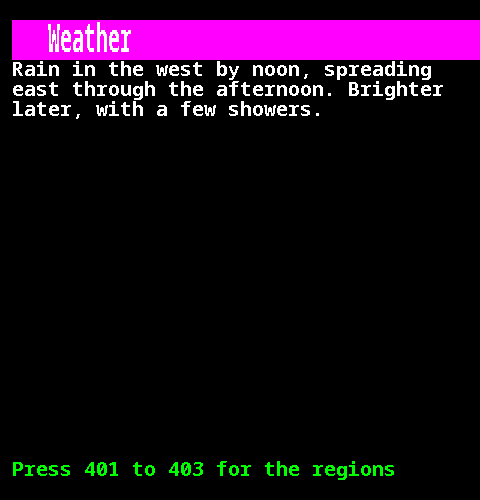 Weather
Rain in the west by noon, spreading
east through the afternoon. Brighter
later, with a few showers.
Press 401 to 403 for the regions